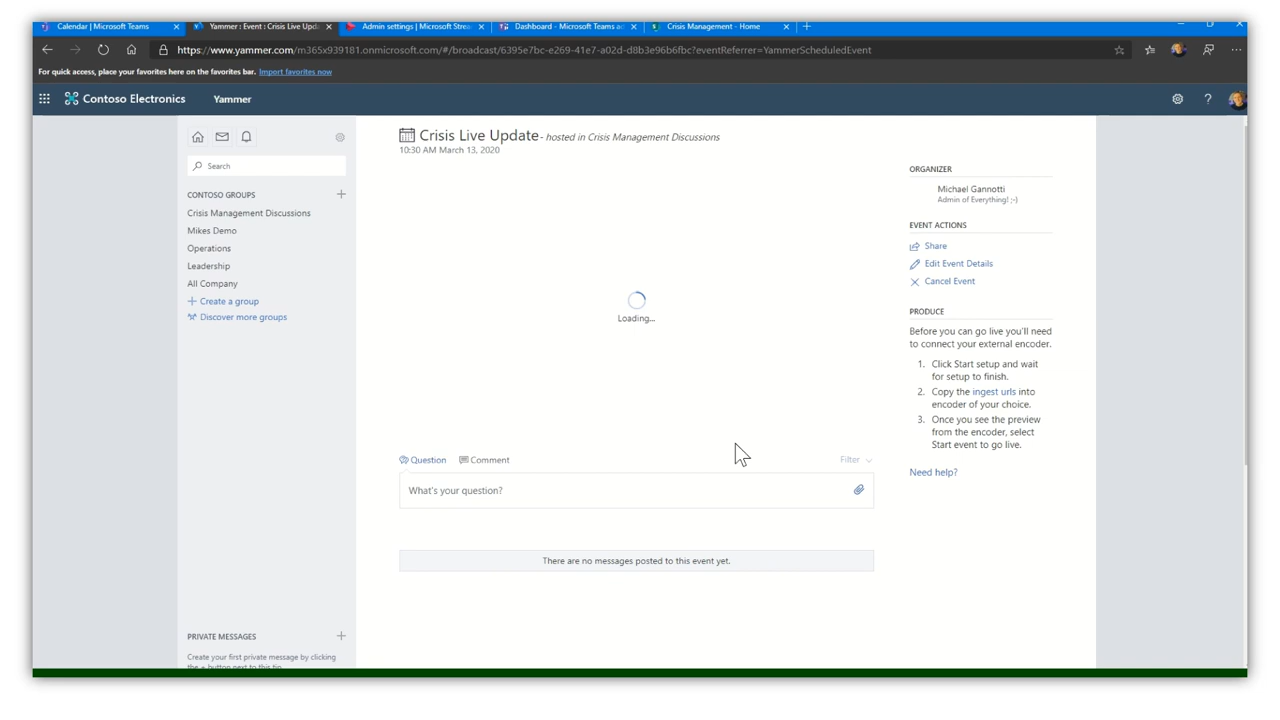 Calendar | Microsoft Teams
Yammer : Event : Crisis Live Upda
Admin settings | Microsoft Strea
Dashboard - Microsoft Teams ad
Crisis Management - Home
https://www.yammer.com/m365x939181.onmicrosoft.com/#/broadcast/6395e7bc-e269-41e7-a02d-d8b3e96b6fbc?eventReferrer=YammerScheduledEvent
For quick access, place your favorites here on the favorites bar. Import favorites now
Contoso Electronics Yammer
Search
CONTOSO GROUPS
Crisis Management Discussions
Mikes Demo
Operations
Leadership
All Company
Create a group
Discover more groups
PRIVATE MESSAGES
Create your first private message by clicking
the + button next to this tip
Crisis Live Update - hosted in Crisis Management Discussions
10:30 AM March 13, 2020
Loading...
Question Comment Filter
What's your question?
There are no messages posted to this event yet.
ORGANIZER
Michael Gannotti
Admin of Everything! ;-)
EVENT ACTIONS
Share
Edit Event Details
Cancel Event
PRODUCE
Before you can go live you'll need
to connect your external encoder.
1. Click Start setup and wait
for setup to finish.
2. Copy the ingest urls into
encoder of your choice.
3. Once you see the preview
from the encoder, select
Start event to go live.
Need help?